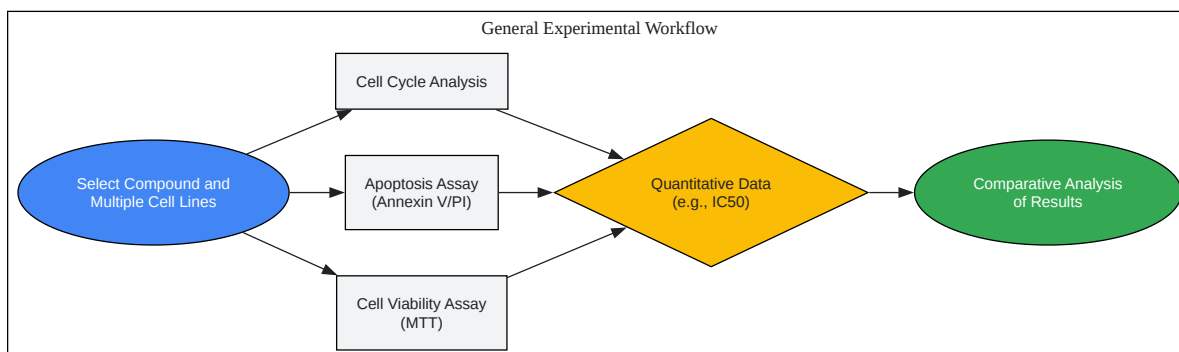 General Experimental Workflow
Cell Cycle Analysis
Select Compound and
Multiple Cell Lines
Apoptosis Assay
(Annexin V/PI)
Quantitative Data
(e.g., IC50)
Comparative Analysis
of Results
Cell Viability Assay
(MTT)